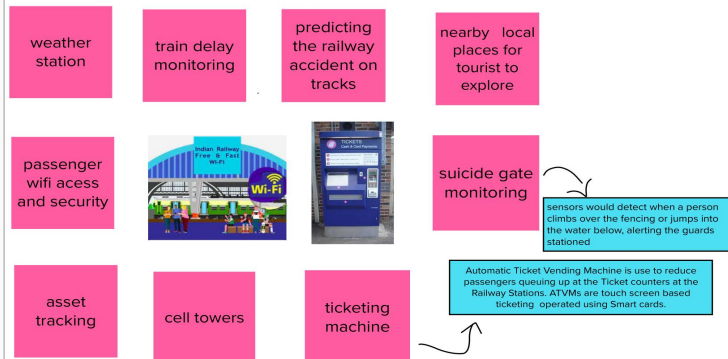 weather
station
train delay
monitoring
predicting
the railway
accident on
tracks
nearby local
places for
tourist to
explore
passenger
wifi acess
and security
Indian Railway
Free & Fast
Wi-Fi
Wi-Fi
TICKETS
Cash & Card Payments
suicide gate
monitoring
sensors would detect when a person
climbs over the fencing or jumps into
the water below, alerting the guards
stationed
asset
tracking
cell towers
ticketing
machine
Automatic Ticket Vending Machine is use to reduce
passengers queuing up at the Ticket counters at the
Railway Stations. ATVMs are touch screen based
ticketing operated using Smart cards.